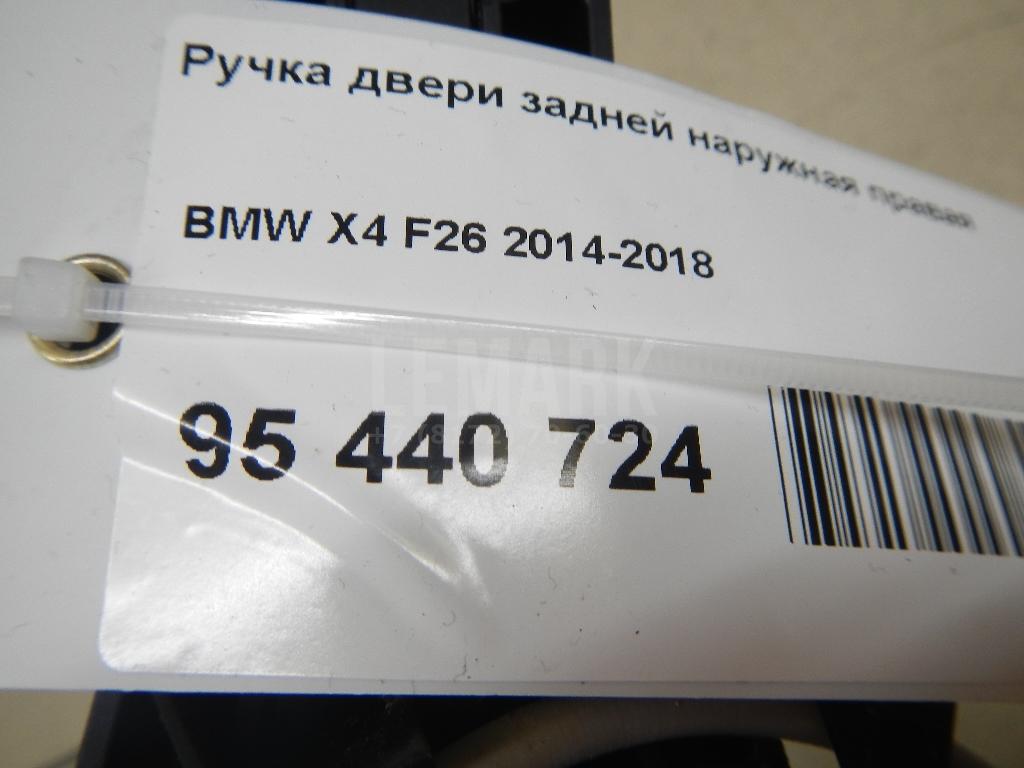 Ручка двери задней наружная правая
BMW X4 F26 2014-2018
LEMARK
95 440 724